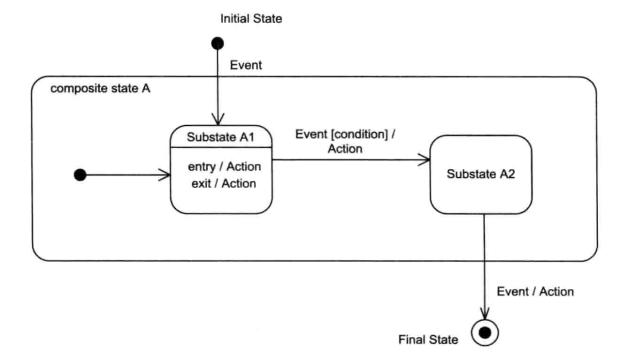 Initial State
Event
composite state A
Substate A1
Event [condition] /
Action
entry / Action
exit / Action
Substate A2
Event / Action
Final State